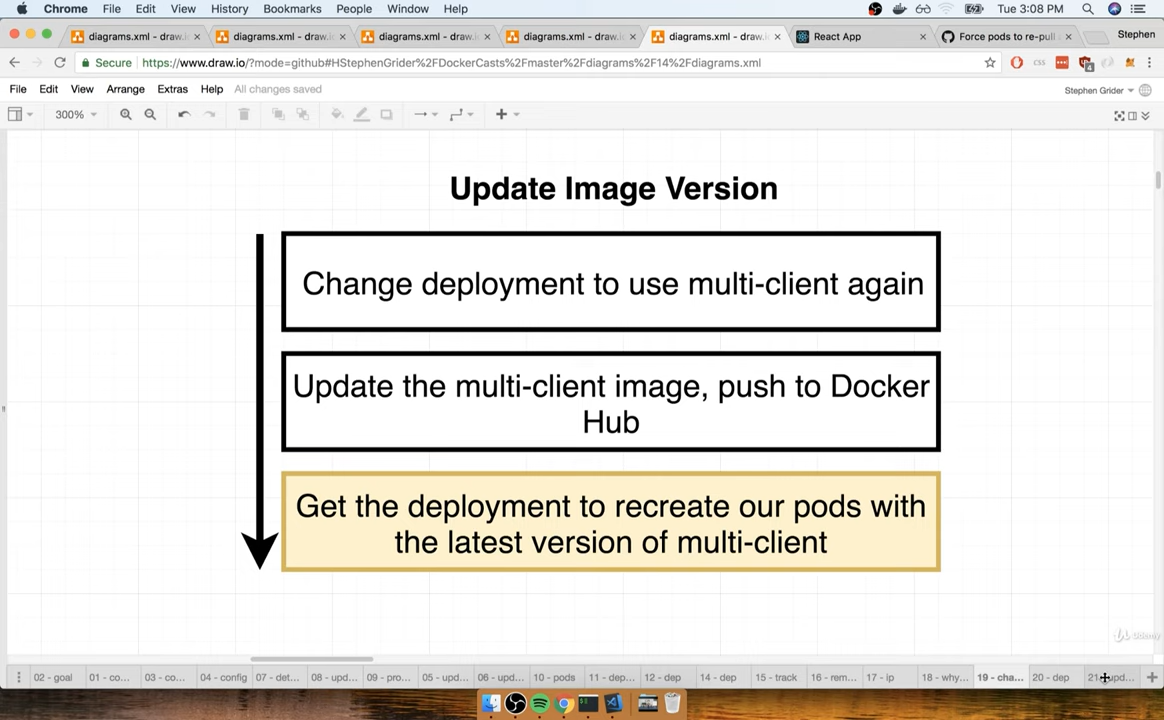 Chrome File Edit View History Bookmarks People Window Help Tue 3:08 PM
diagrams.xml - draw.i diagrams.xml - draw.i diagrams.xml - draw.i diagrams.xml - draw.i diagrams.xml - draw.i React App Force pods to re-pull Stephen
Secure https://www.draw.io/?mode=github#HStephenGrider%2FDockerCasts%2Fmaster%2Fdiagrams%2F14%2Fdiagrams.xml
File Edit View Arrange Extras Help All changes saved Stephen Grider
300%
Update Image Version
Change deployment to use multi-client again
Update the multi-client image, push to Docker
Hub
Get the deployment to recreate our pods with
the latest version of multi-client
Udemy
02 - goal 01 - co... 03 - co... 04 - config 07 - det... 08 - upd... 09 - pro... 05 - upd... 06 - upd... 10 - pods 11 - dep... 12 - dep 14 - dep 15 - track 16 - rem... 17 - ip 18 - why... 19 - cha... 20 - dep